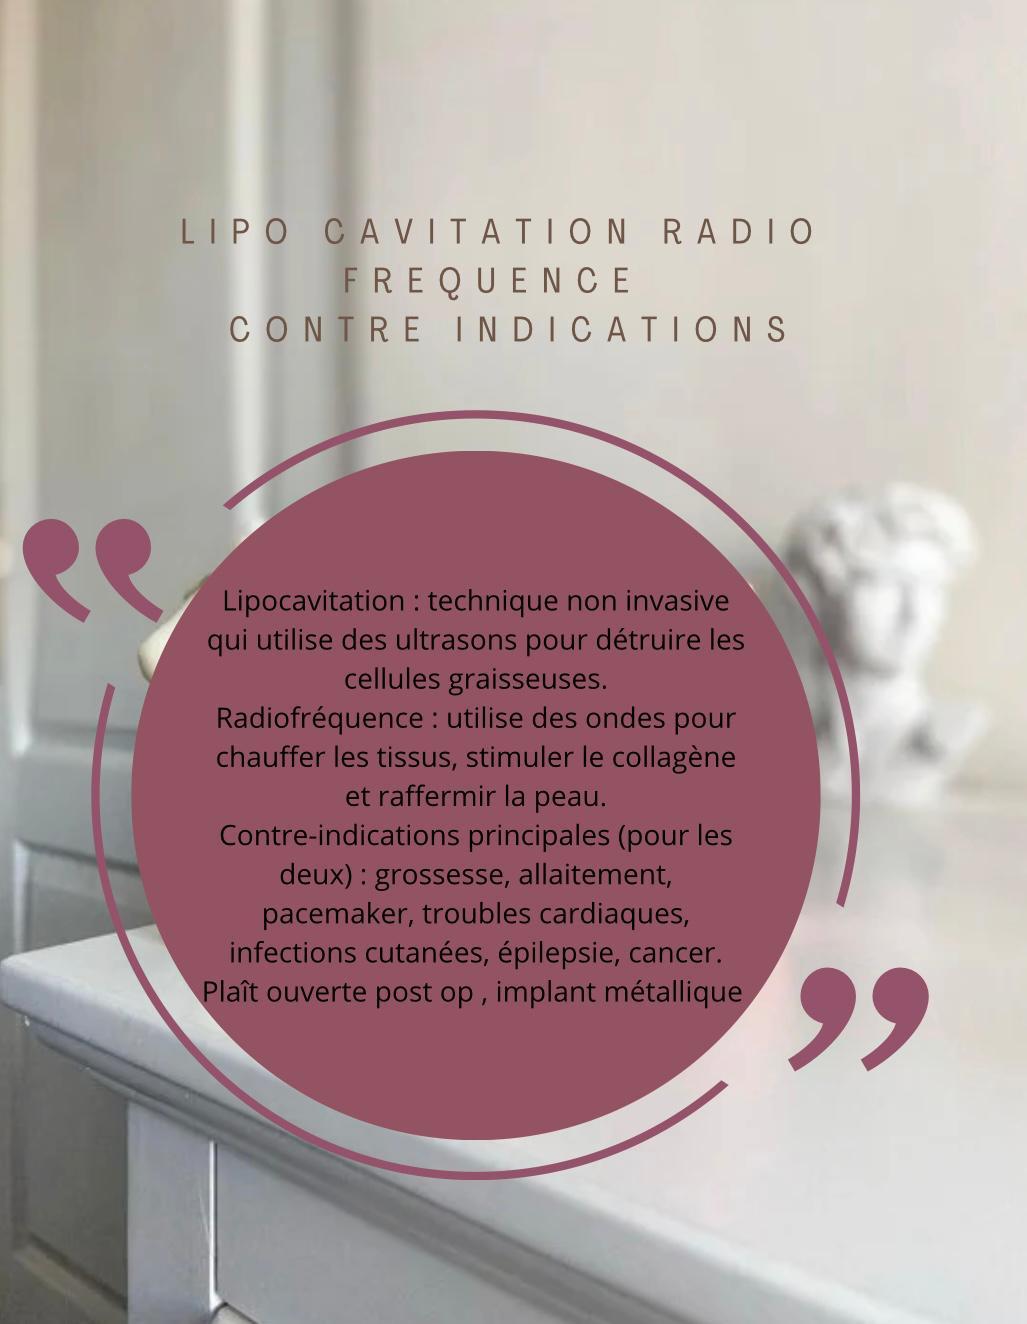 LIPO CAVITATION RADIO
FREQUENCE
CONTRE INDICATIONS
Lipocavitation : technique non invasive
qui utilise des ultrasons pour détruire les
cellules graisseuses.
Radiofréquence : utilise des ondes pour
chauffer les tissus, stimuler le collagène
et raffermir la peau.
Contre-indications principales (pour les
deux) : grossesse, allaitement,
pacemaker, troubles cardiaques,
infections cutanées, épilepsie, cancer.
Plaît ouverte post op , implant métallique